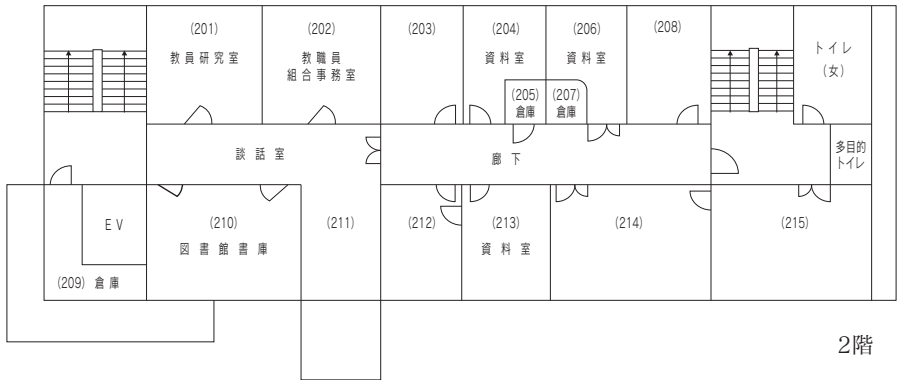 (201)
教員研究室
(202)
教職員
組合事務室
(203)
(204)
資料室
(206)
資料室
(208)
トイレ
(女)
(205)
倉庫
(207)
倉庫
談話室
廊下
多目的
トイレ
EV
(209) 倉庫
(210)
図書館書庫
(211)
(212)
(213)
資料室
(214)
(215)
2階